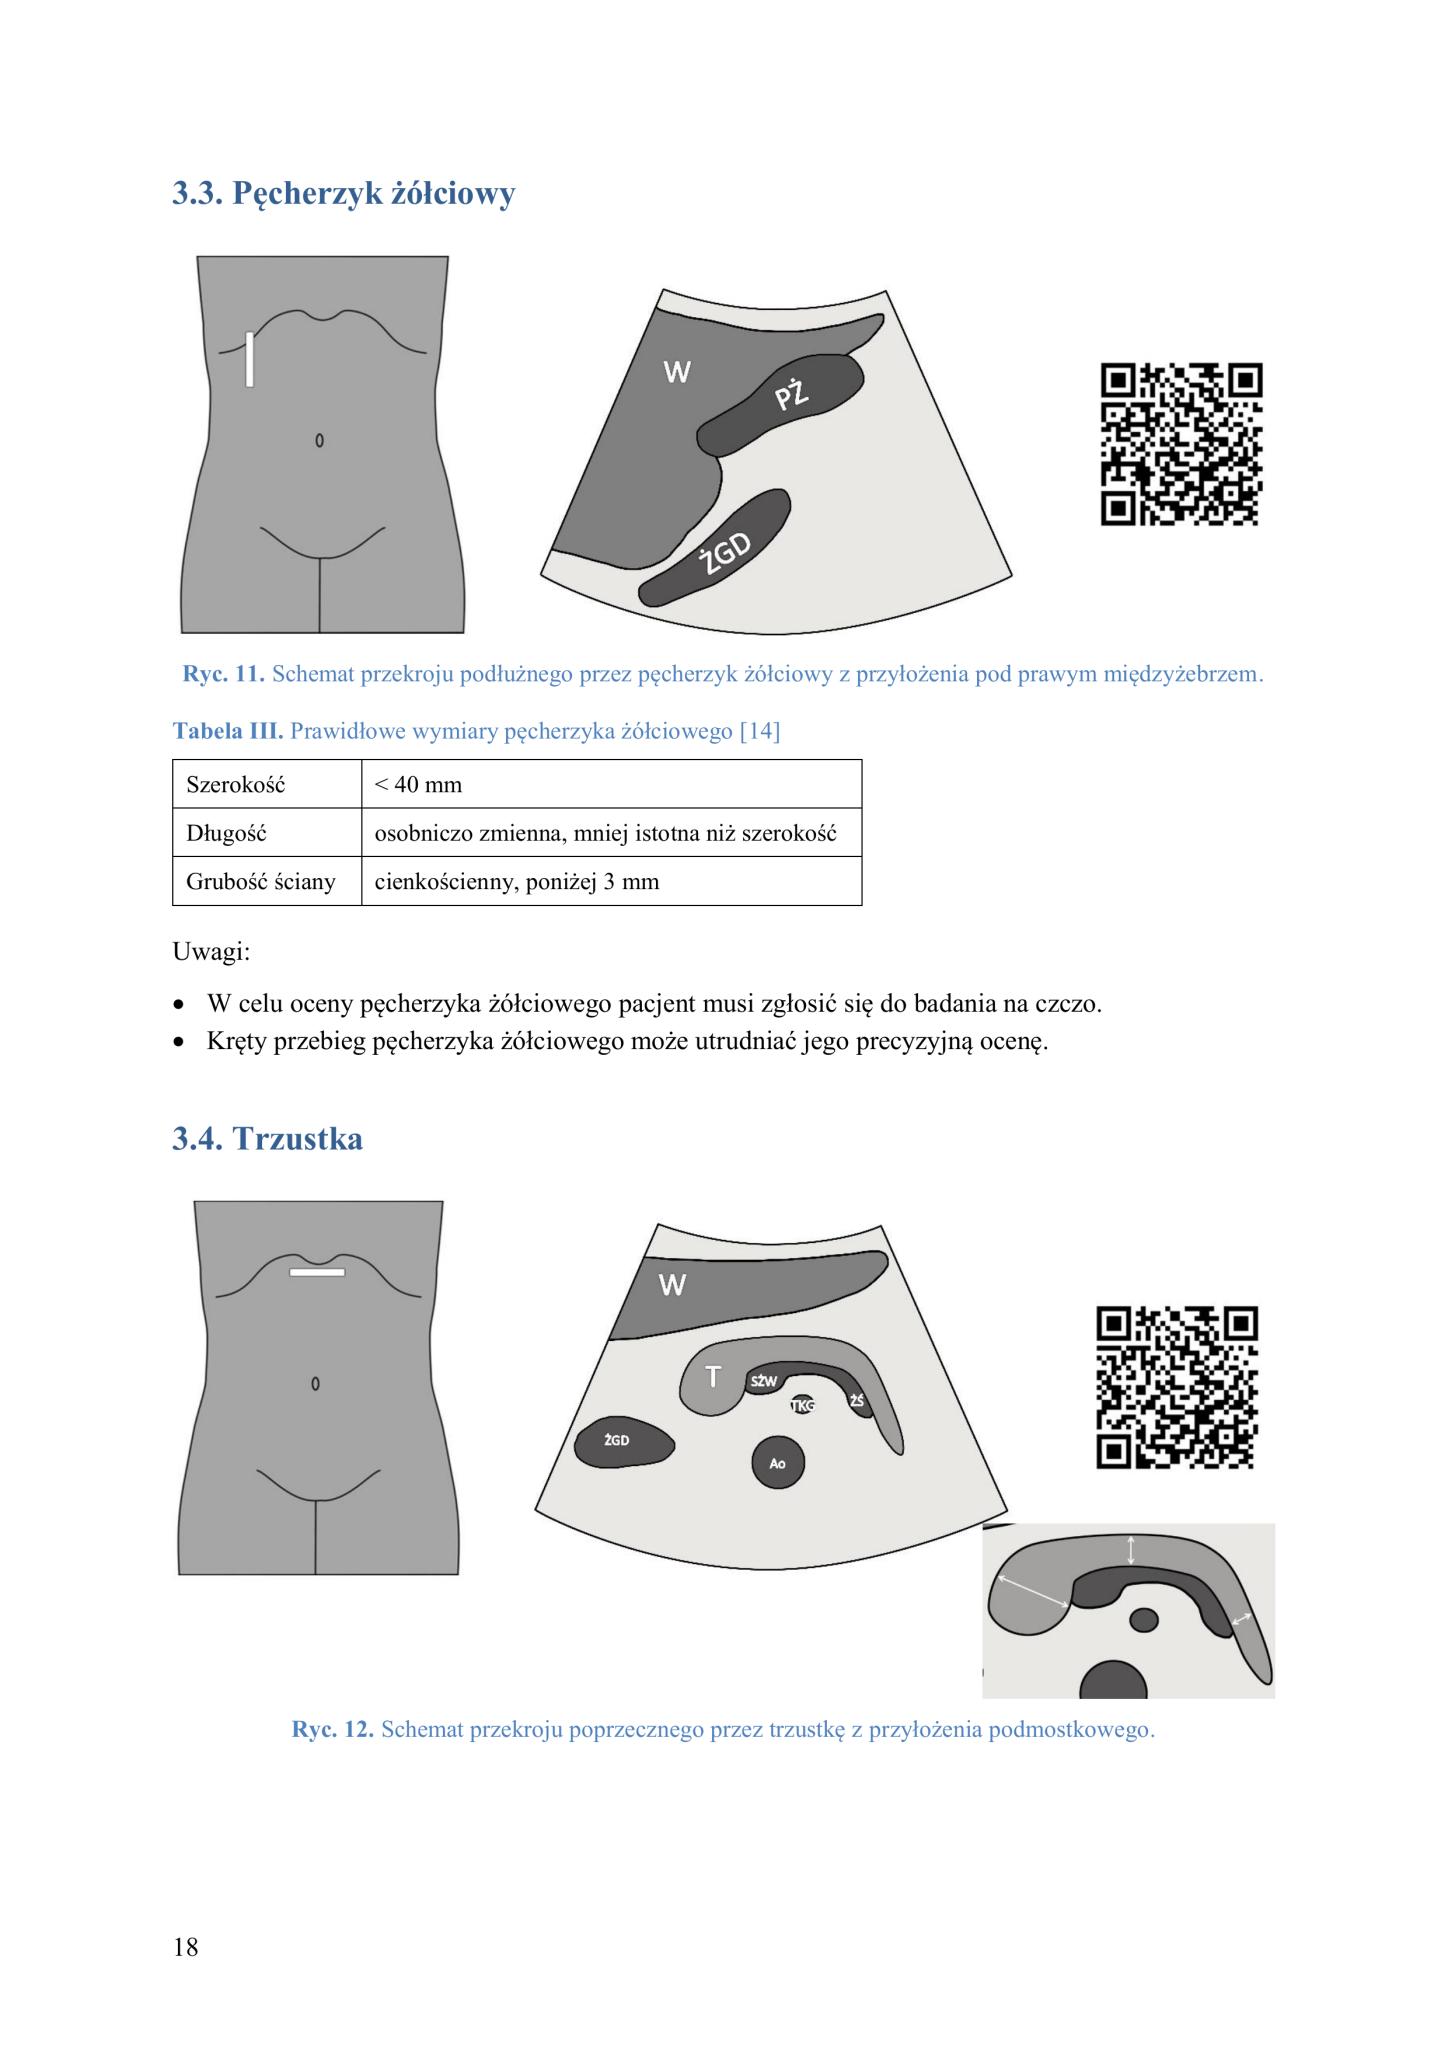 3.3. Pęcherzyk żółciowy
W
PŻ
ŻGD
Ryc. 11. Schemat przekroju podłużnego przez pęcherzyk żółciowy z przyłożenia pod prawym międzyżebrzem.
Tabela III. Prawidłowe wymiary pęcherzyka żółciowego [14]
Szerokość < 40 mm
Długość osobniczo zmienna, mniej istotna niż szerokość
Grubość ściany cienkościenny, poniżej 3 mm
Uwagi:
• W celu oceny pęcherzyka żółciowego pacjent musi zgłosić się do badania na czczo.
• Kręty przebieg pęcherzyka żółciowego może utrudniać jego precyzyjną ocenę.
3.4. Trzustka
W
T
SŻW
TKG
ŻŚ
ŻGD
Ao
Ryc. 12. Schemat przekroju poprzecznego przez trzustkę z przyłożenia podmostkowego.
18